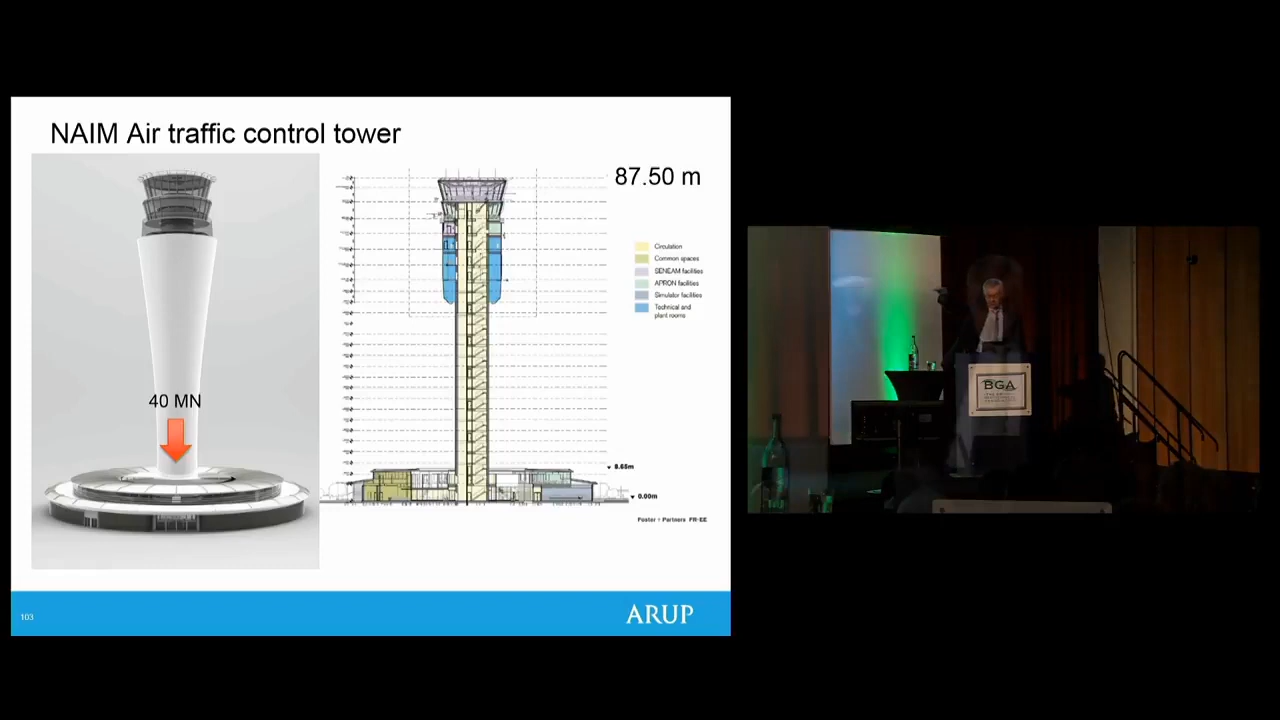 NAIM Air traffic control tower
87.50 m
40 MN
Circulation
Common spaces
SENEAM facilities
APRON facilities
Simulator facilities
Technical and
plant rooms
8.65m
0.00m
Foster + Partners FR-EE
103
ARUP
BGA